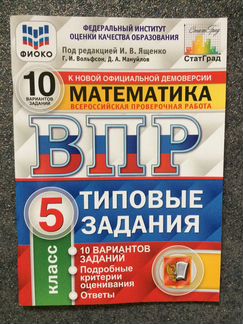 ФЕДЕРАЛЬНЫЙ ИНСТИТУТ
ОЦЕНКИ КАЧЕСТВА ОБРАЗОВАНИЯ
ФИОКО
Под редакцией И. В. Ященко
Г. И. Вольфсон, Д. А. Мануйлов
СтатГрад
10
ВАРИАНТОВ
ЗАДАНИЙ
К НОВОЙ ОФИЦИАЛЬНОЙ ДЕМОВЕРСИИ
МАТЕМАТИКА
ВСЕРОССИЙСКАЯ ПРОВЕРОЧНАЯ РАБОТА
ВПР
5
класс
ТИПОВЫЕ
ЗАДАНИЯ
10 ВАРИАНТОВ
ЗАДАНИЙ
Подробные
критерии
оценивания
Ответы